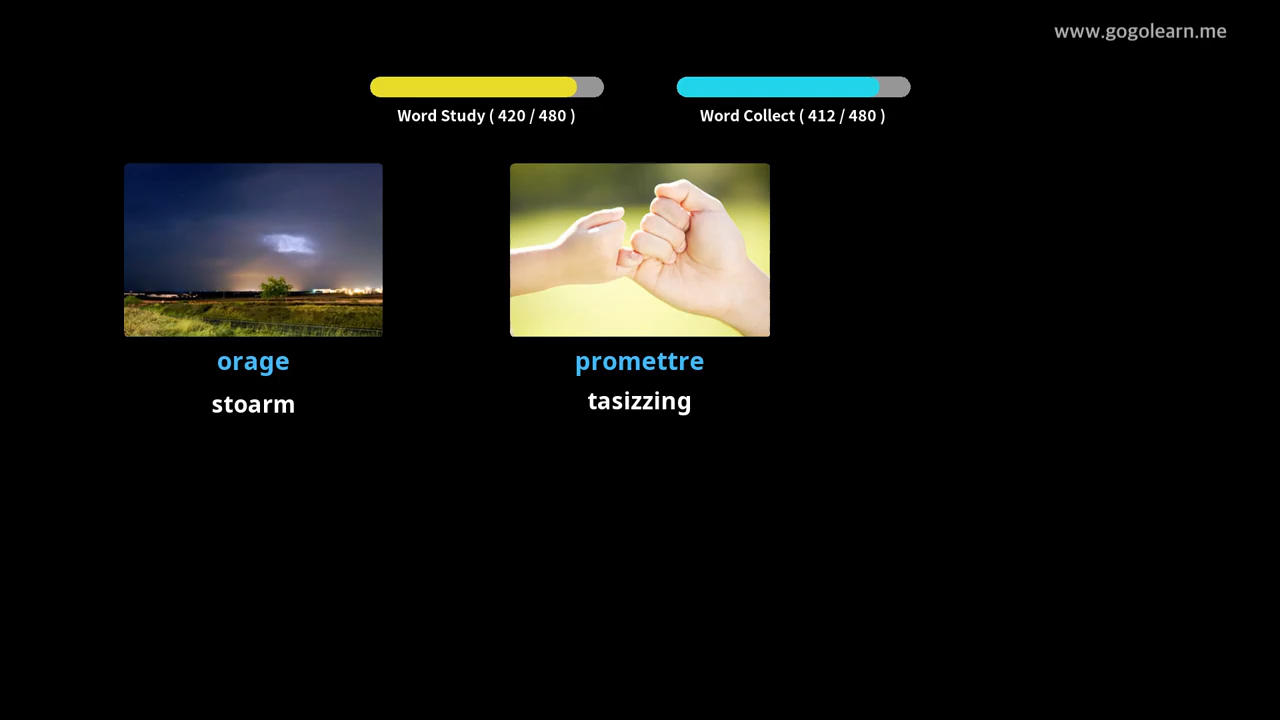 www.gogolearn.me
Word Study ( 420 / 480 )
Word Collect ( 412 / 480 )
orage
promettre
stoarm
tasizzing